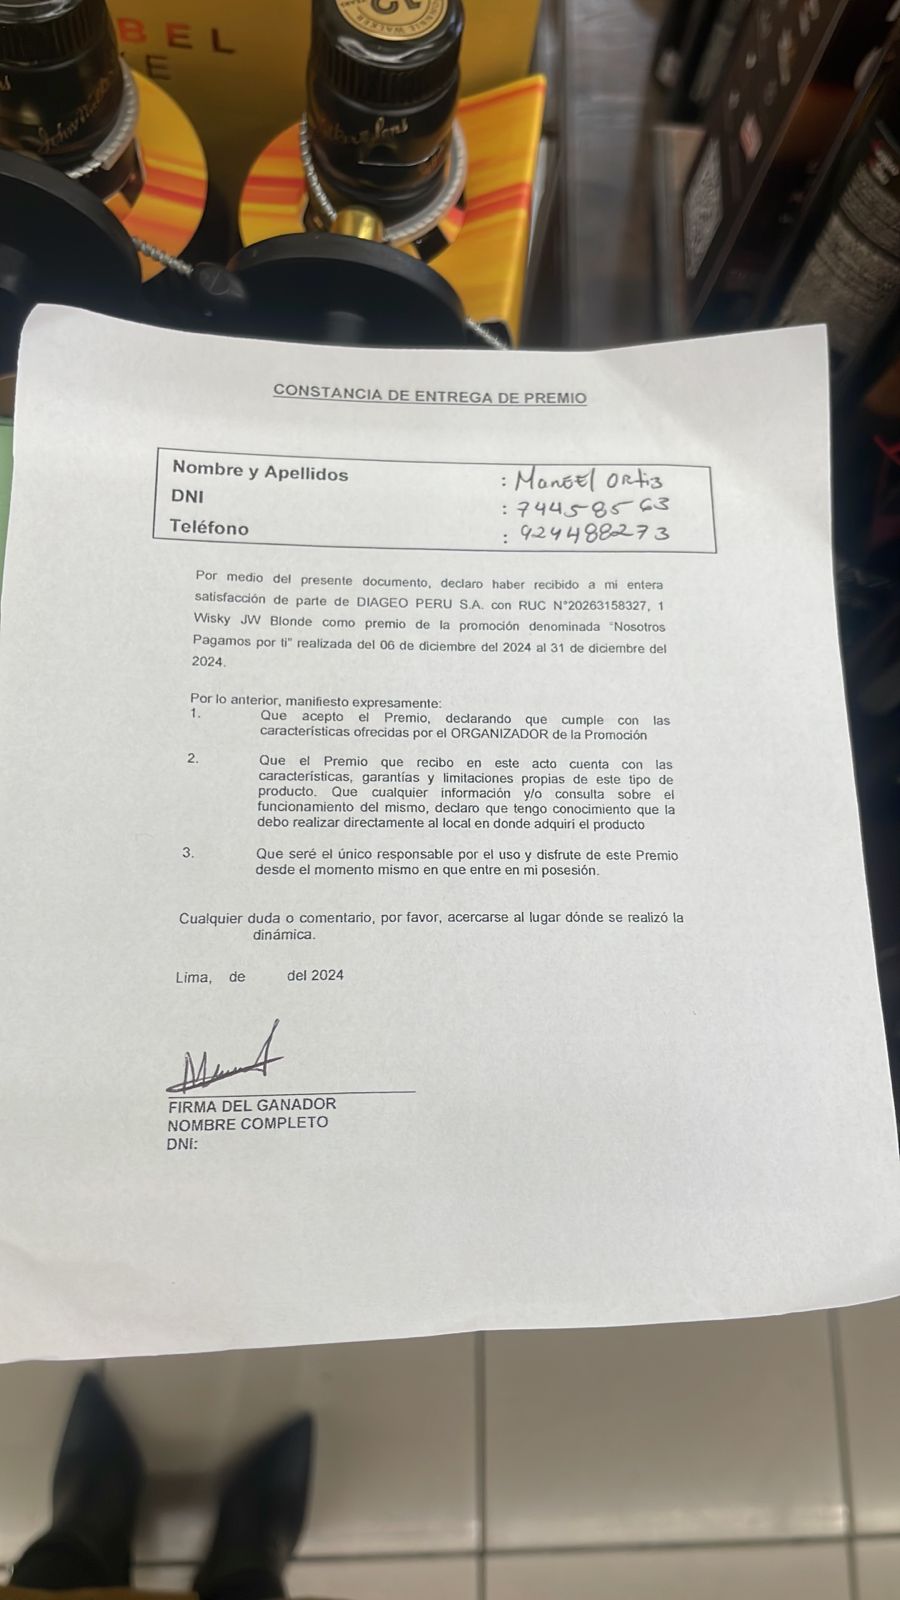 BEL
E
JOHNNIE WALKER
12
CONSTANCIA DE ENTREGA DE PREMIO
Nombre y Apellidos : Manuel Ortiz
DNI : 74458563
Teléfono : 924488273
Por medio del presente documento, declaro haber recibido a mi entera
satisfacción de parte de DIAGEO PERU S.A. con RUC N°20263158327, 1
Wisky JW Blonde como premio de la promoción denominada "Nosotros
Pagamos por ti" realizada del 06 de diciembre del 2024 al 31 de diciembre del
2024.
Por lo anterior, manifiesto expresamente:
1. Que acepto el Premio, declarando que cumple con las
características ofrecidas por el ORGANIZADOR de la Promoción
2. Que el Premio que recibo en este acto cuenta con las
características, garantías y limitaciones propias de este tipo de
producto. Que cualquier información y/o consulta sobre el
funcionamiento del mismo, declaro que tengo conocimiento que la
debo realizar directamente al local en donde adquirí el producto
3. Que seré el único responsable por el uso y disfrute de este Premio
desde el momento mismo en que entre en mi posesión.
Cualquier duda o comentario, por favor, acercarse al lugar dónde se realizó la
dinámica.
Lima, de del 2024
FIRMA DEL GANADOR
NOMBRE COMPLETO
DNI: